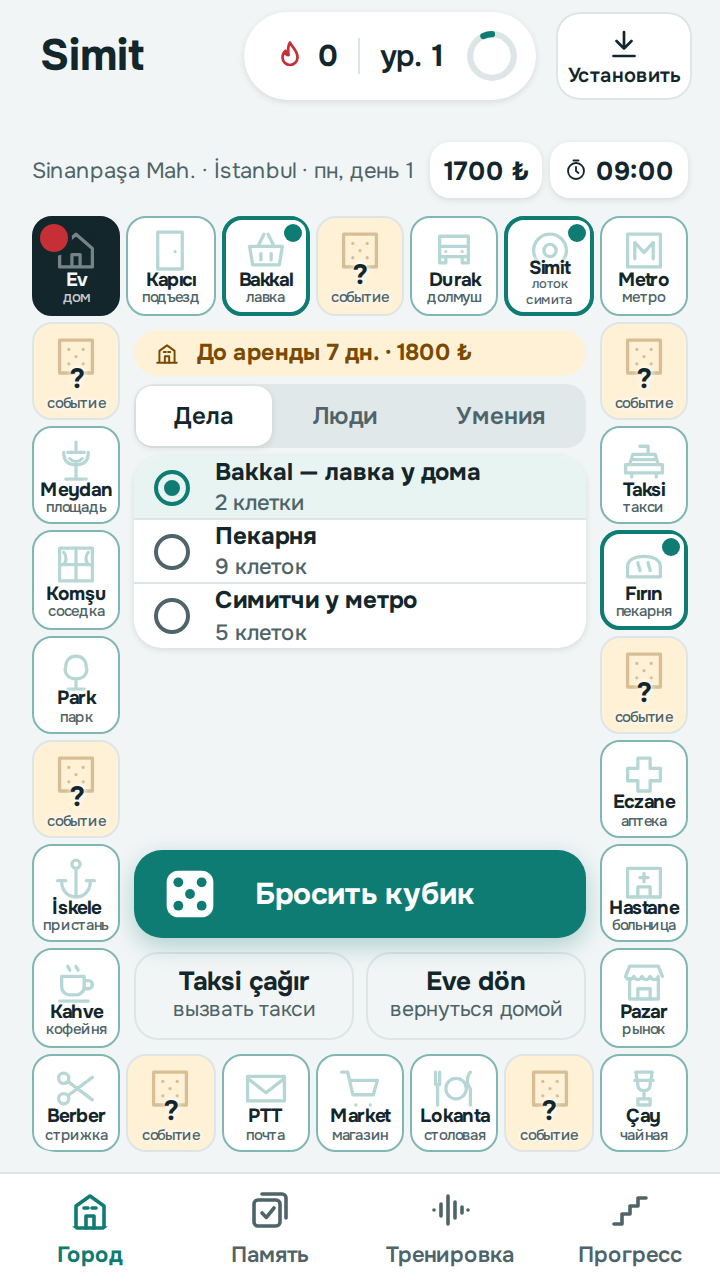 Simit
0
ур. 1
Установить
Sinanpaşa Mah. · İstanbul · пн, день 1
1700 ₺
09:00
Ev
дом
Kapıcı
подъезд
Bakkal
лавка
?
событие
Durak
долмуш
Simit
лоток
симита
Metro
метро
До аренды 7 дн. · 1800 ₺
?
событие
?
событие
Дела
Люди
Умения
Meydan
площадь
Taksi
такси
Bakkal — лавка у дома
2 клетки
Пекарня
9 клеток
Симитчи у метро
5 клеток
Komşu
соседка
Fırın
пекарня
Park
парк
?
событие
?
событие
Eczane
аптека
İskele
пристань
Бросить кубик
Hastane
больница
Kahve
кофейня
Taksi çağır
вызвать такси
Eve dön
вернуться домой
Pazar
рынок
Berber
стрижка
?
событие
PTT
почта
Market
магазин
Lokanta
столовая
?
событие
Çay
чайная
Город
Память
Тренировка
Прогресс